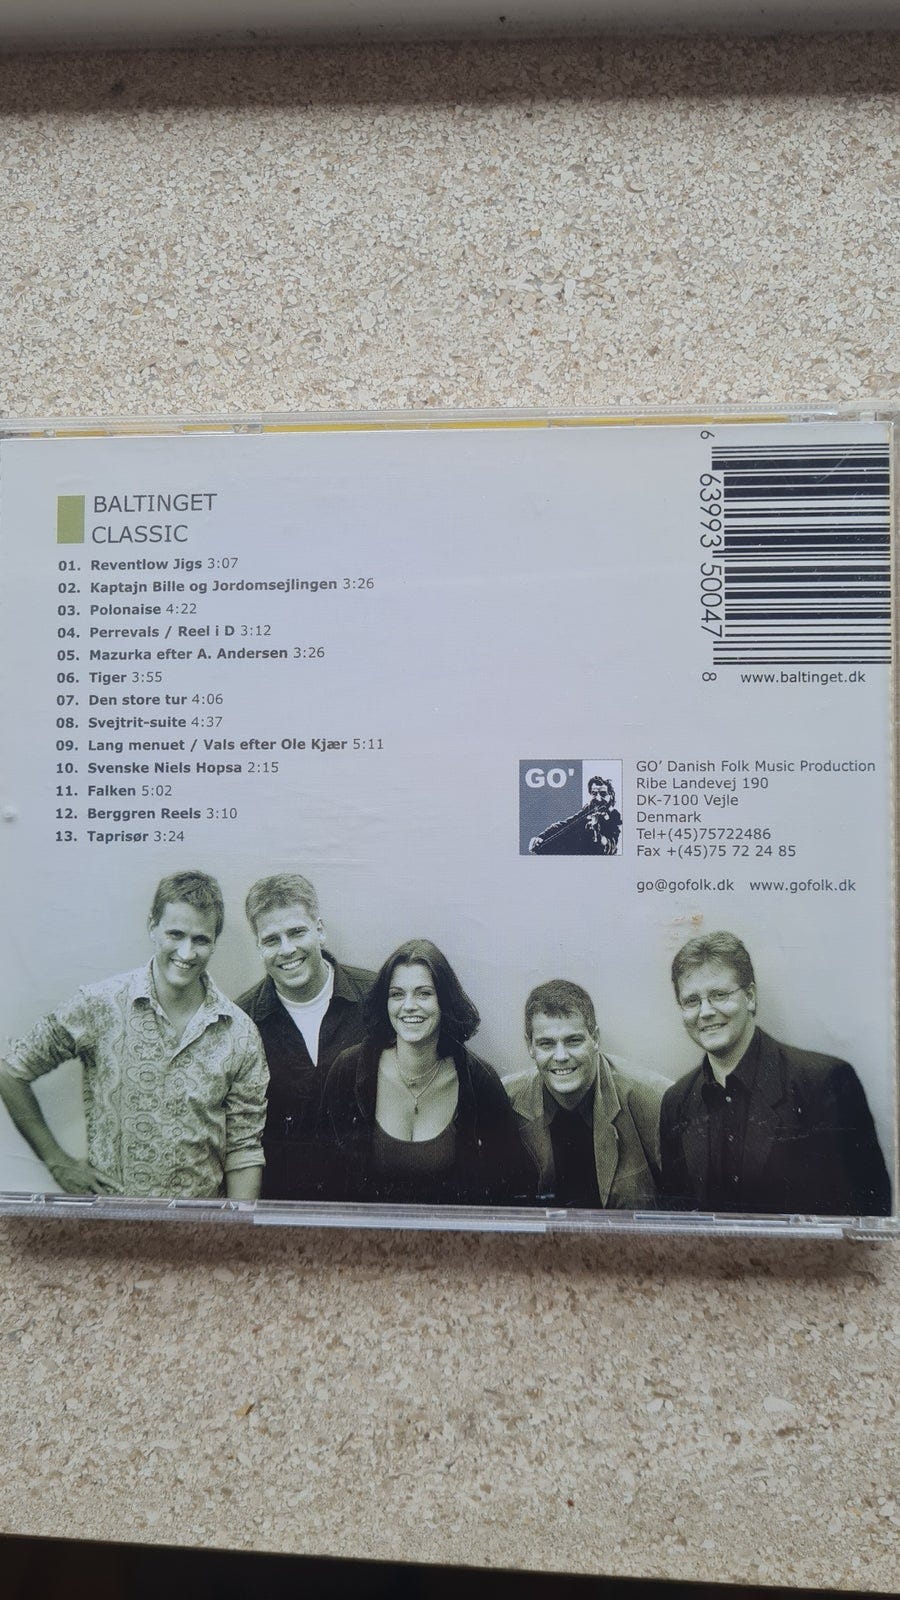 BALTINGET
CLASSIC
01. Reventlow Jigs 3:07
02. Kaptajn Bille og Jordomsejlingen 3:26
03. Polonaise 4:22
04. Perrevals / Reel i D 3:12
05. Mazurka efter A. Andersen 3:26
06. Tiger 3:55
07. Den store tur 4:06
08. Svejtrit-suite 4:37
09. Lang menuet / Vals efter Ole Kjær 5:11
10. Svenske Niels Hopsa 2:15
11. Falken 5:02
12. Berggren Reels 3:10
13. Taprisør 3:24
6 63993 50047 8
www.baltinget.dk
GO'
GO’ Danish Folk Music Production
Ribe Landevej 190
DK-7100 Vejle
Denmark
Tel+(45)75722486
Fax +(45)75 72 24 85
go@gofolk.dk www.gofolk.dk